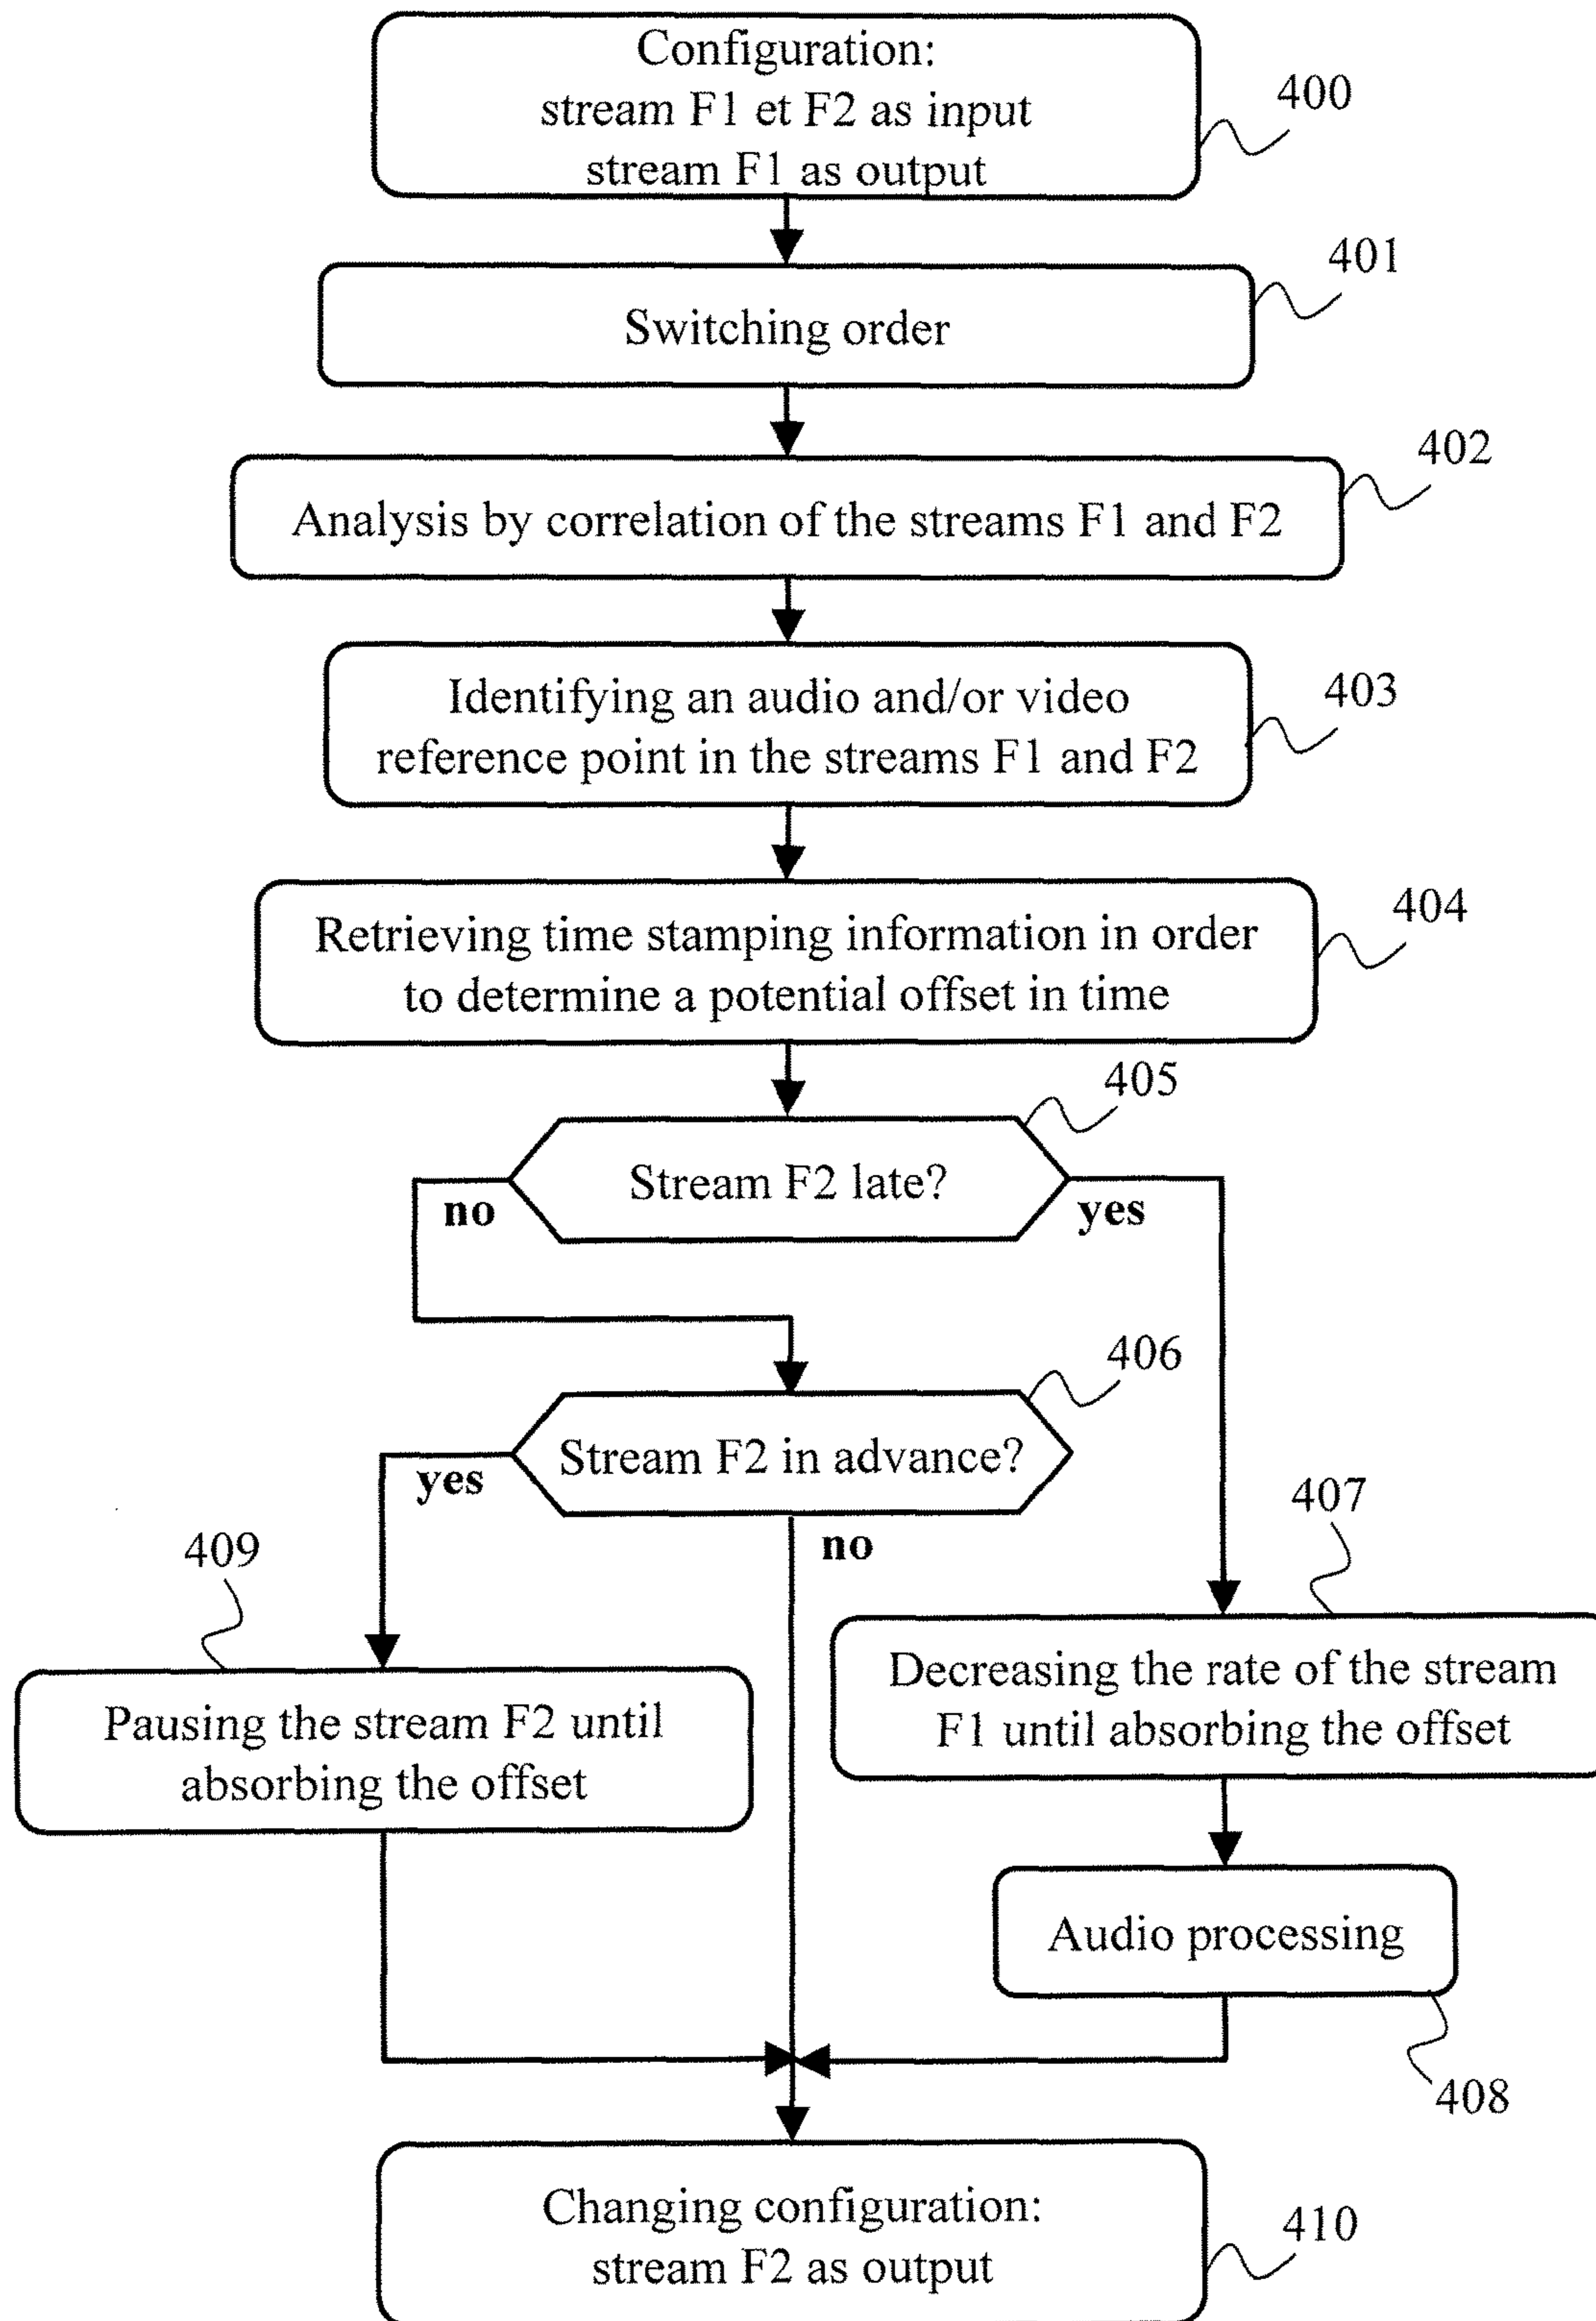 Configuration:
stream F1 et F2 as input
stream F1 as output
400
401
Switching order
402
Analysis by correlation of the streams F1 and F2
403
Identifying an audio and/or video
reference point in the streams F1 and F2
404
Retrieving time stamping information in order
to determine a potential offset in time
405
Stream F2 late?
no
yes
406
Stream F2 in advance?
yes
no
407
409
Decreasing the rate of the stream
F1 until absorbing the offset
Pausing the stream F2 until
absorbing the offset
Audio processing
408
Changing configuration:
stream F2 as output
410